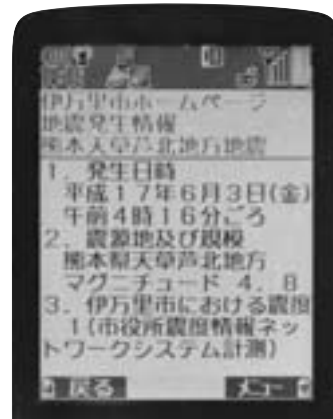 伊万里市ホームページ
地震発生情報
熊本天草芦北地方地震
1．発生日時
平成17年6月3日(金)
午前4時16分ごろ
2．震源地及び規模
熊本県天草芦北地方
マグニチュード 4．8
3．伊万里市における震度
1(市役所震度情報ネッ
トワークシステム計測)
戻る
メニュー